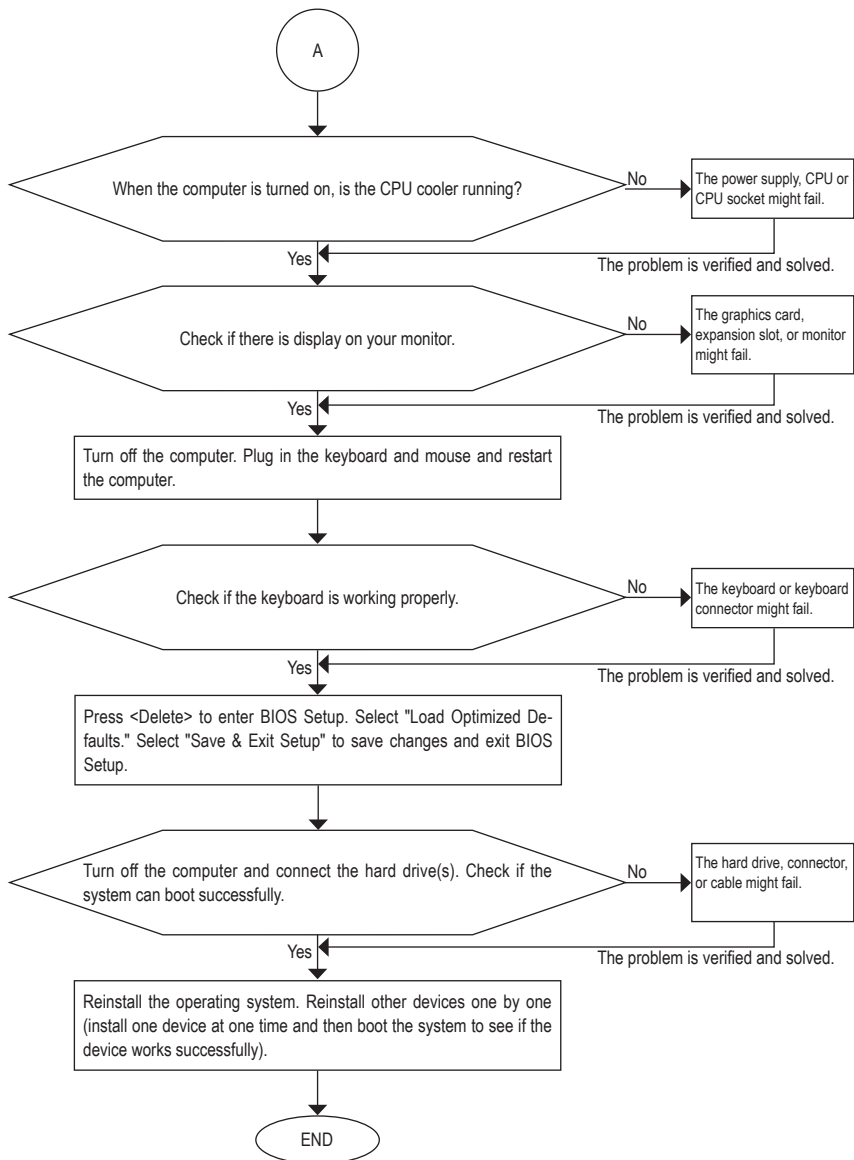 A
When the computer is turned on, is the CPU cooler running?
No
The power supply, CPU or
CPU socket might fail.
Yes
The problem is verified and solved.
Check if there is display on your monitor.
No
The graphics card,
expansion slot, or monitor
might fail.
Yes
The problem is verified and solved.
Turn off the computer. Plug in the keyboard and mouse and restart
the computer.
Check if the keyboard is working properly.
No
The keyboard or keyboard
connector might fail.
Yes
The problem is verified and solved.
Press <Delete> to enter BIOS Setup. Select "Load Optimized De-
faults." Select "Save & Exit Setup" to save changes and exit BIOS
Setup.
Turn off the computer and connect the hard drive(s). Check if the
system can boot successfully.
No
The hard drive, connector,
or cable might fail.
Yes
The problem is verified and solved.
Reinstall the operating system. Reinstall other devices one by one
(install one device at one time and then boot the system to see if the
device works successfully).
END